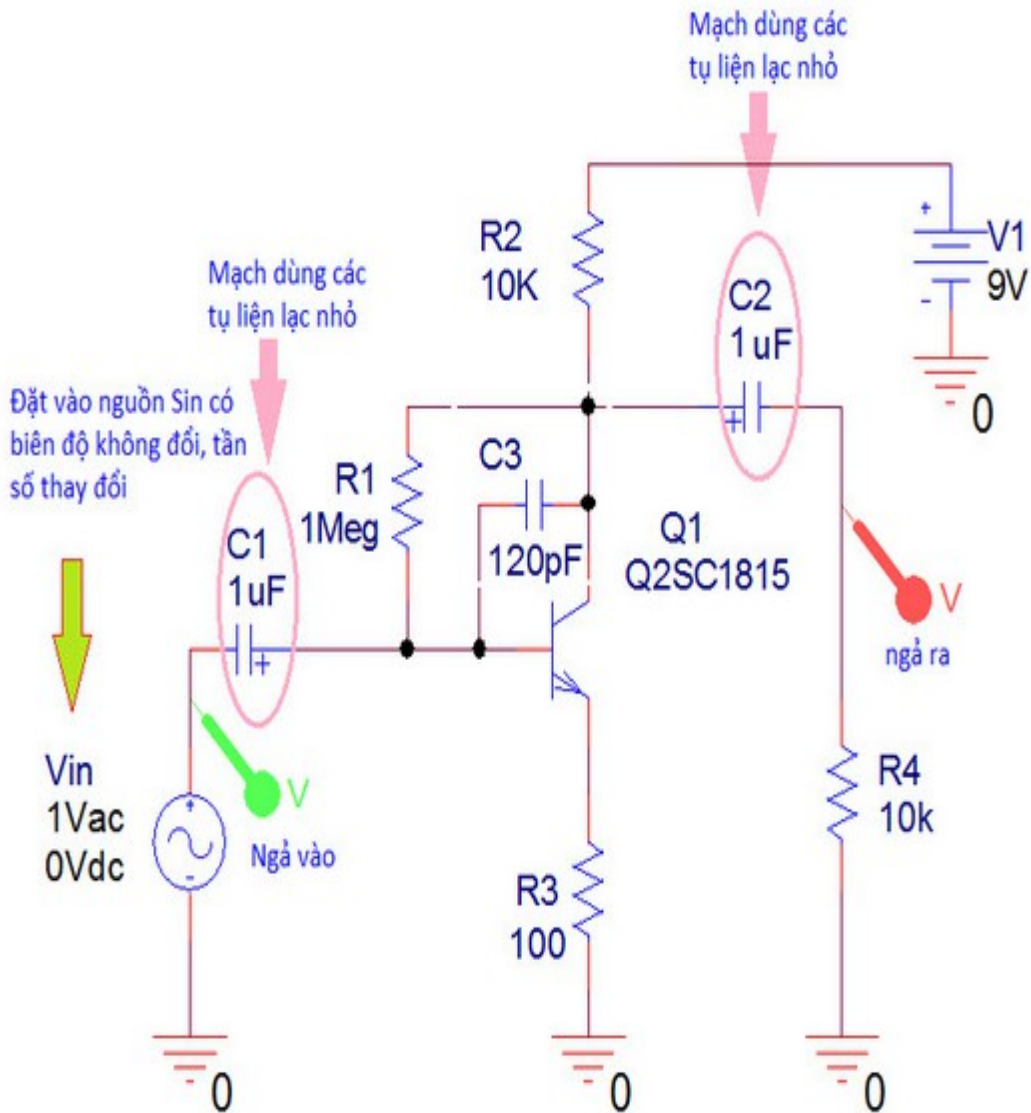 Mạch dùng các
tụ liện lạc nhỏ
R2
10K
+
V1
9V
-
0
Mạch dùng các
tụ liện lạc nhỏ
C2
1uF
+
Đặt vào nguồn Sin có
biên độ không đổi, tần
số thay đổi
R1
1Meg
C3
120pF
Q1
Q2SC1815
C1
1uF
+
V
ngả ra
Vin
1Vac
0Vdc
+
-
V
Ngả vào
R4
10k
R3
100
0
0
0